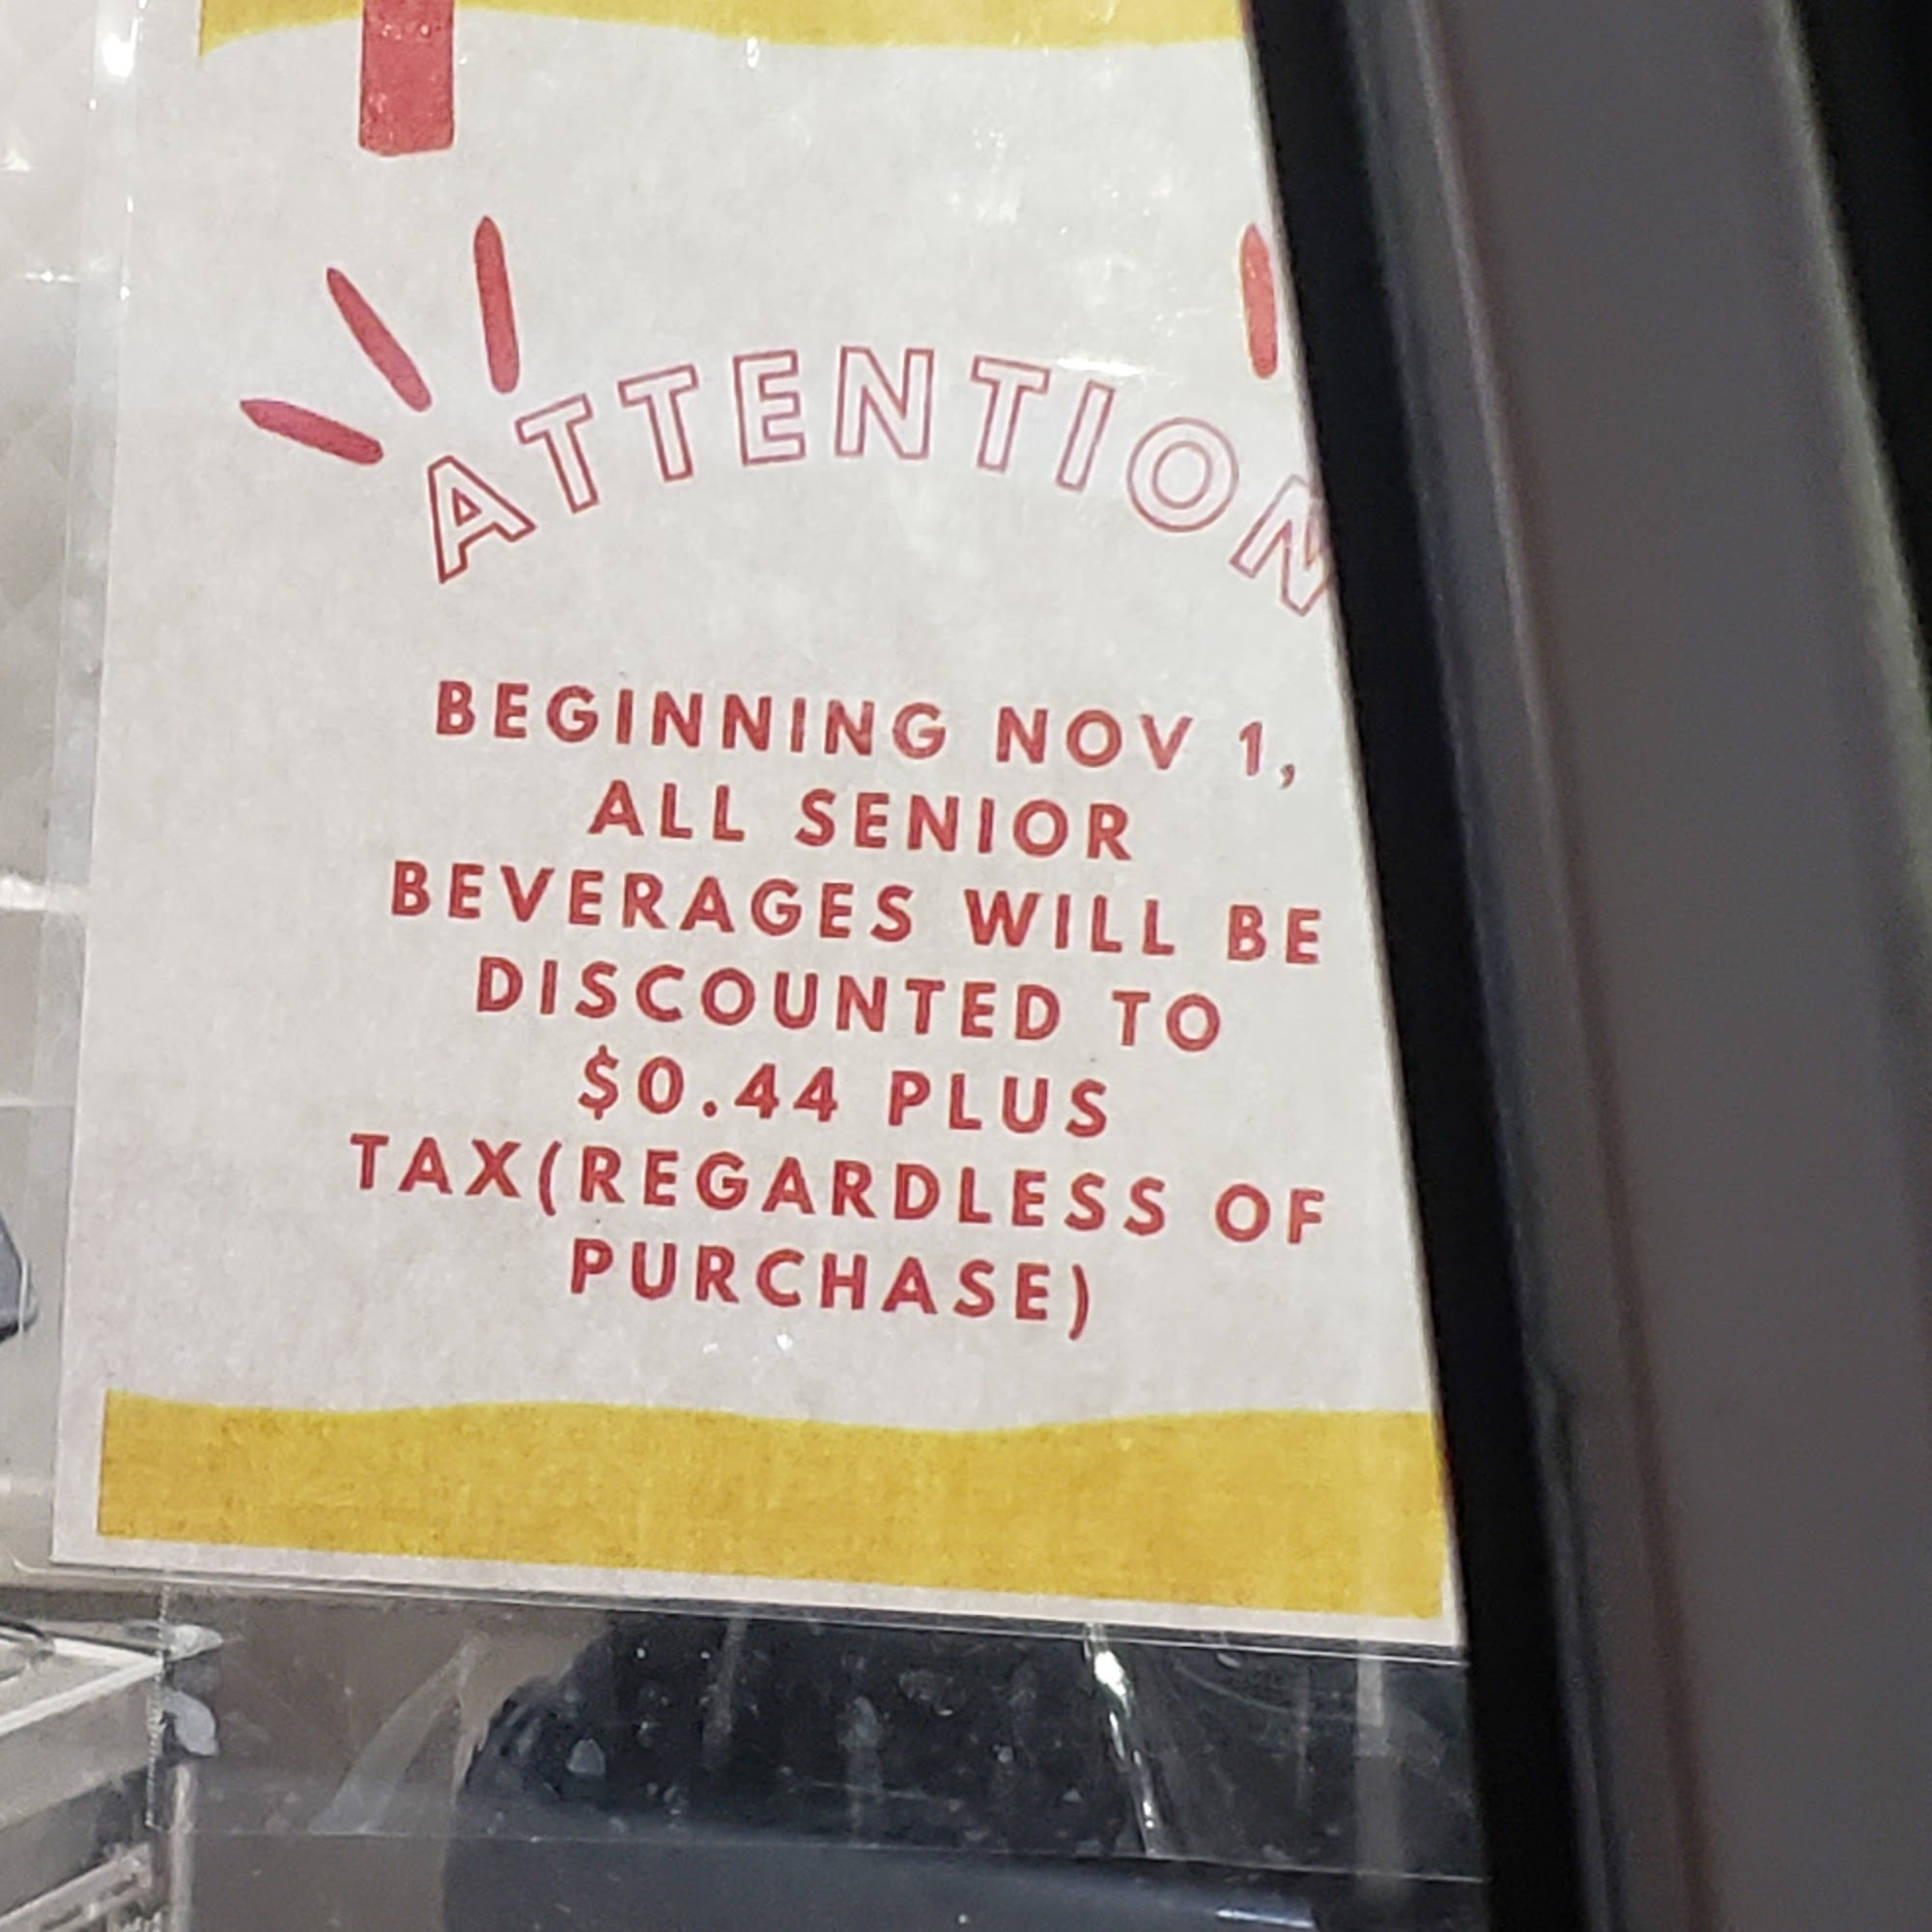 ATTENTION
BEGINNING NOV 1,
ALL SENIOR
BEVERAGES WILL BE
DISCOUNTED TO
$0.44 PLUS
TAX(REGARDLESS OF
PURCHASE)